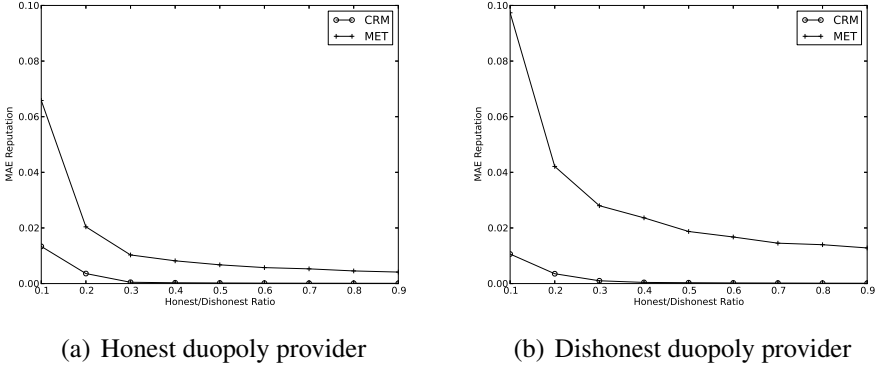 0.10
0.08
0.06
0.04
0.02
0.00
MAE Reputation
CRM
MET
0.1 0.2 0.3 0.4 0.5 0.6 0.7 0.8 0.9
Honest/Dishonest Ratio
(a) Honest duopoly provider
0.10
0.08
0.06
0.04
0.02
0.00
MAE Reputation
CRM
MET
0.1 0.2 0.3 0.4 0.5 0.6 0.7 0.8 0.9
Honest/Dishonest Ratio
(b) Dishonest duopoly provider